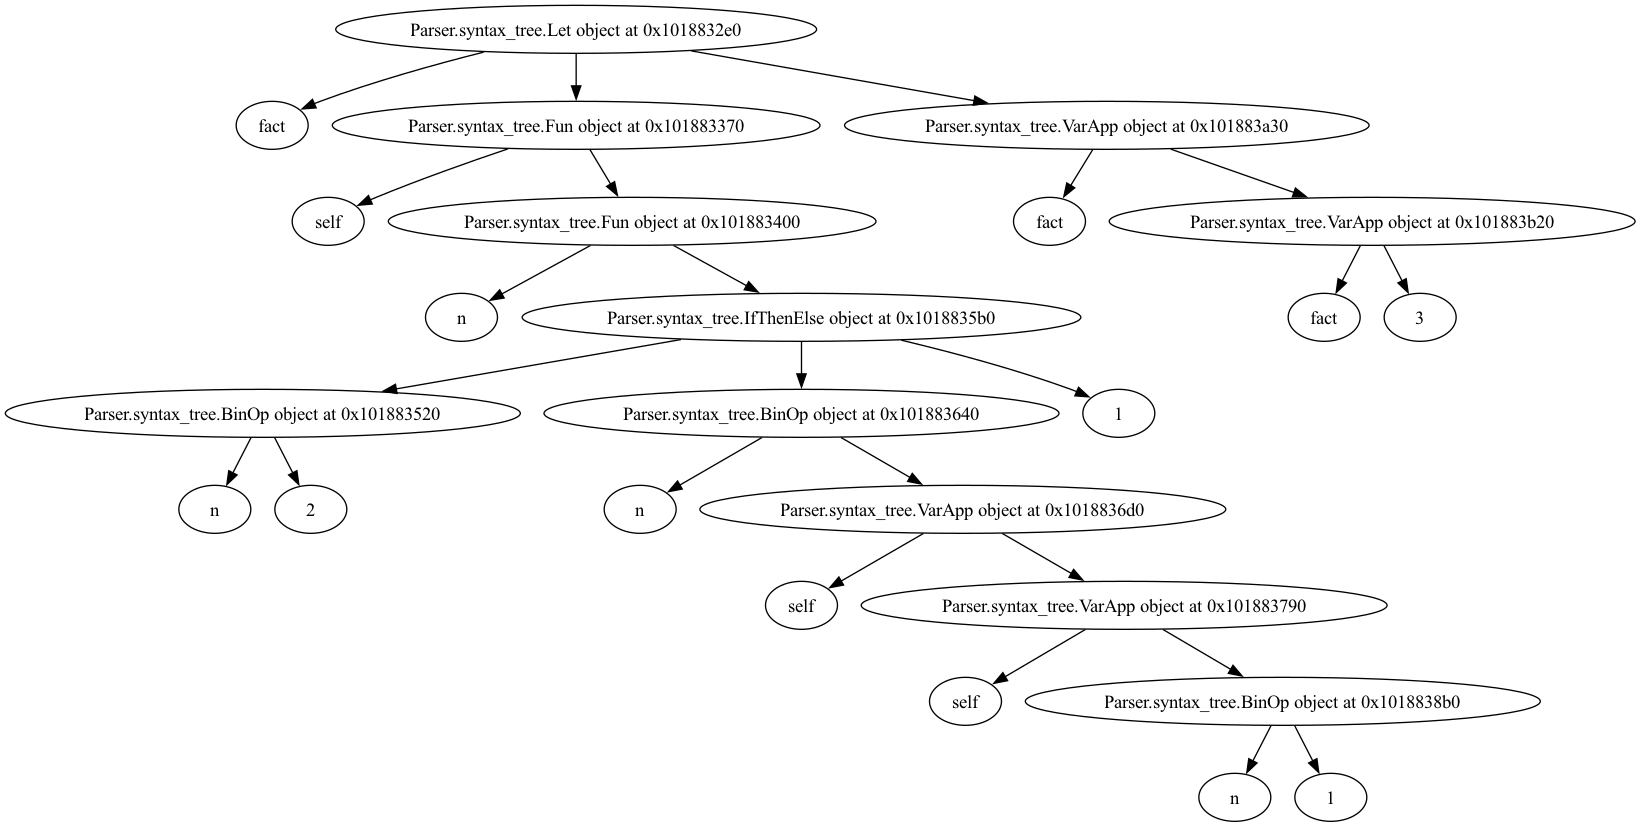 Parser.syntax_tree.Let object at 0x1018832e0
fact
Parser.syntax_tree.Fun object at 0x101883370
Parser.syntax_tree.VarApp object at 0x101883a30
self
Parser.syntax_tree.Fun object at 0x101883400
fact
Parser.syntax_tree.VarApp object at 0x101883b20
n
Parser.syntax_tree.IfThenElse object at 0x1018835b0
fact
3
Parser.syntax_tree.BinOp object at 0x101883520
Parser.syntax_tree.BinOp object at 0x101883640
1
n
2
n
Parser.syntax_tree.VarApp object at 0x1018836d0
self
Parser.syntax_tree.VarApp object at 0x101883790
self
Parser.syntax_tree.BinOp object at 0x1018838b0
n
1